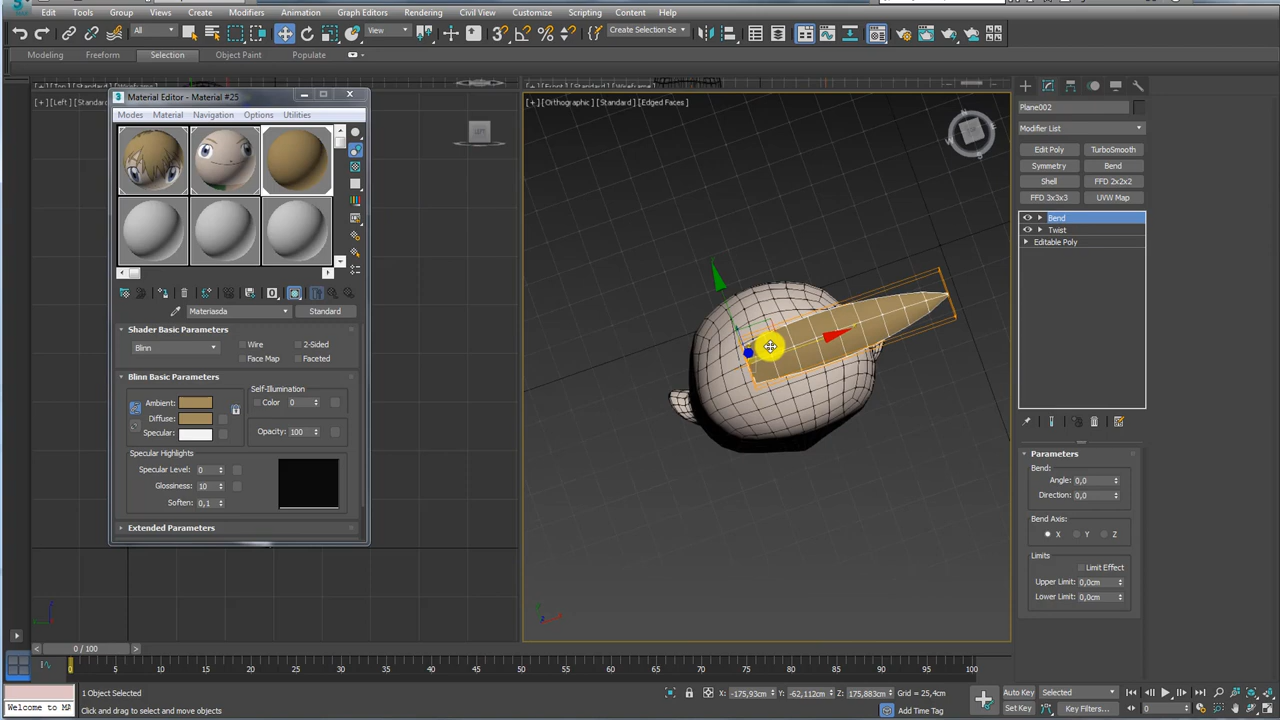 Edit Tools Group Views Create Modifiers Animation Graph Editors Rendering Civil View Customize Scripting Content Help
All View Create Selection Se
Modeling Freeform Selection Object Paint Populate
[+] [Left] [Stand
Material Editor - Material #25
Modes Material Navigation Options Utilities
Materiasda Standard
Shader Basic Parameters
Blinn Wire 2-Sided
Face Map Faceted
Blinn Basic Parameters
Self-Illumination
Ambient: Color 0
Diffuse:
Specular: Opacity: 100
Specular Highlights
Specular Level: 0
Glossiness: 10
Soften: 0,1
Extended Parameters
[+] [Orthographic] [Standard] [Edged Faces]
Plane002
Modifier List
Edit Poly TurboSmooth
Symmetry Bend
Shell FFD 2x2x2
FFD 3x3x3 UVW Map
Bend
Twist
Editable Poly
Parameters
Bend:
Angle: 0,0
Direction: 0,0
Bend Axis:
X Y Z
Limits
Limit Effect
Upper Limit: 0,0cm
Lower Limit: 0,0cm
0 / 100
0 5 10 15 20 25 30 35 40 45 50 55 60 65 70 75 80 85 90 95 100
1 Object Selected X: -175,93cm Y: -62,112cm Z: 175,883cm Grid = 25,4cm Auto Key Selected
Welcome to MA Click and drag to select and move objects Add Time Tag Set Key Key Filters... 0